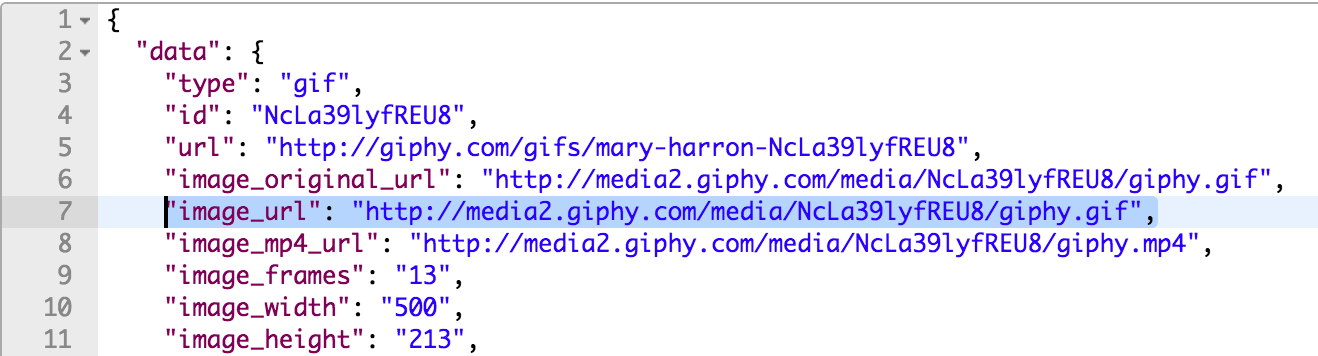 1 {
2 "data": {
3 "type": "gif",
4 "id": "NcLa39lyfREU8",
5 "url": "http://giphy.com/gifs/mary-harron-NcLa39lyfREU8",
6 "image_original_url": "http://media2.giphy.com/media/NcLa39lyfREU8/giphy.gif",
7 "image_url": "http://media2.giphy.com/media/NcLa39lyfREU8/giphy.gif",
8 "image_mp4_url": "http://media2.giphy.com/media/NcLa39lyfREU8/giphy.mp4",
9 "image_frames": "13",
10 "image_width": "500",
11 "image_height": "213",